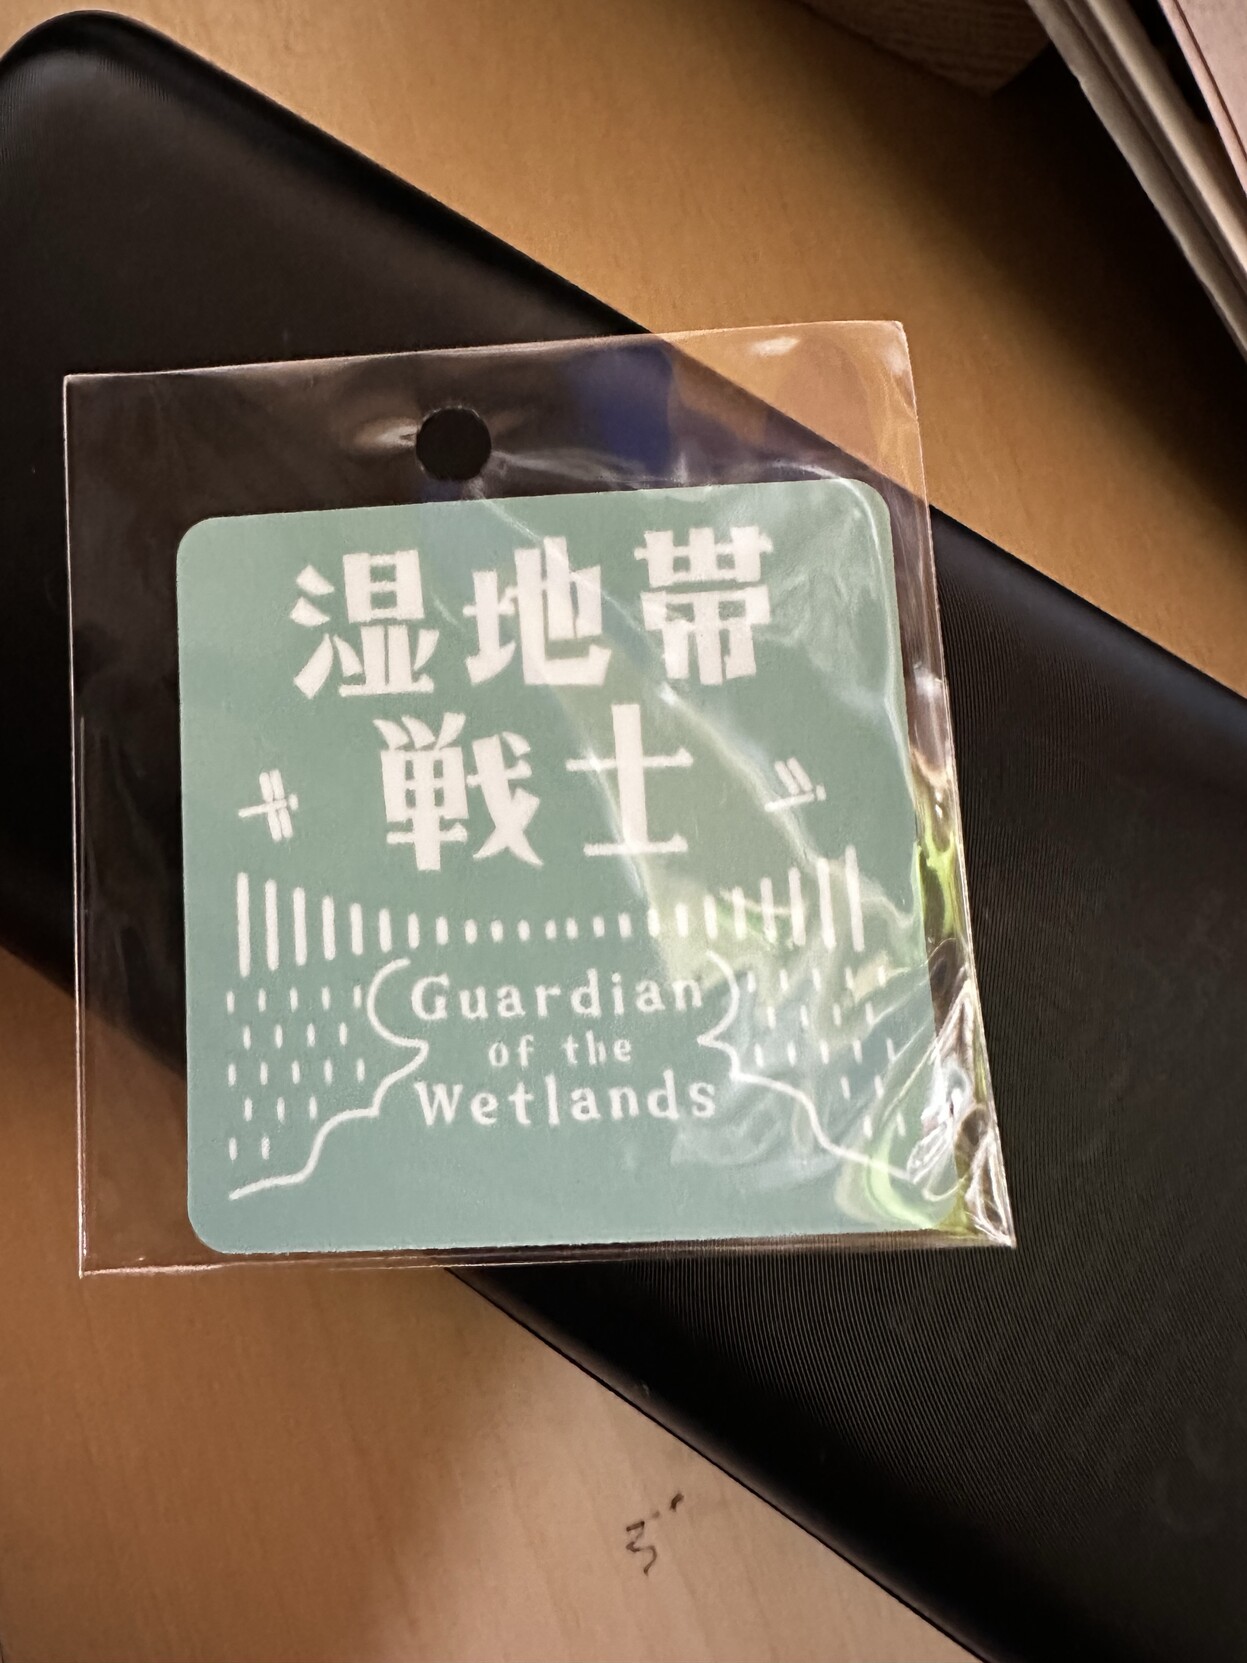 湿地帯
戦士
Guardian
of the
Wetlands